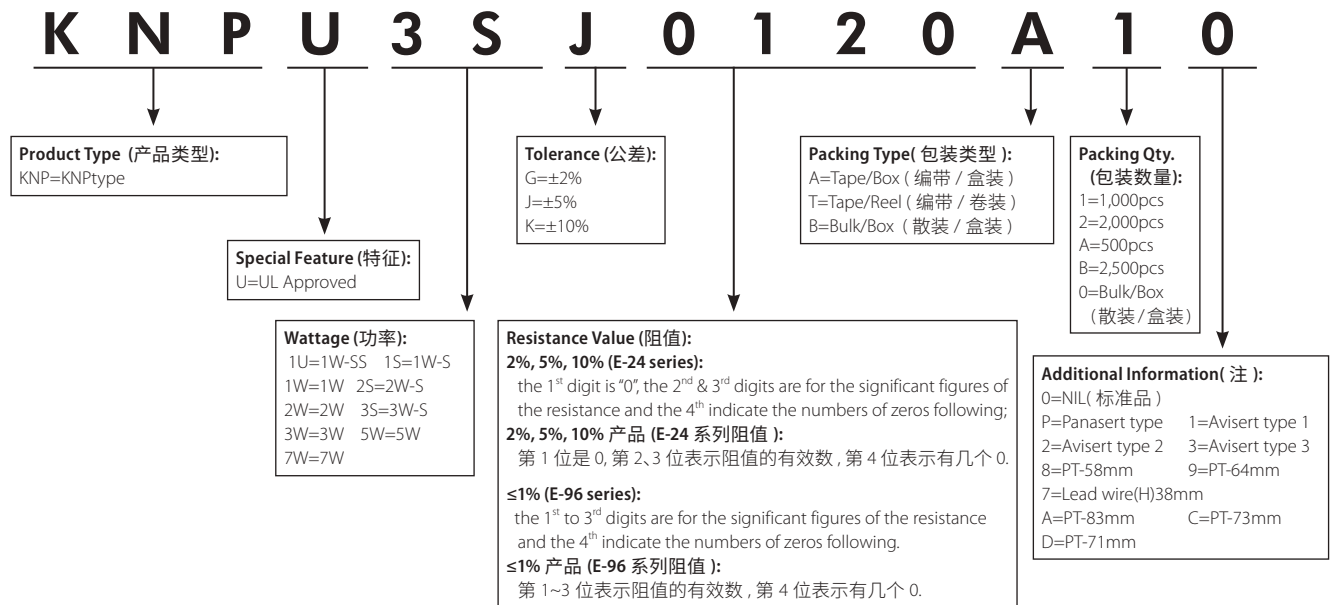 K N P U 3 S J 0 1 2 0 A 1 0
Product Type (产品类型):
KNP=KNPtype
Special Feature (特征):
U=UL Approved
Wattage (功率):
1U=1W-SS 1S=1W-S
1W=1W 2S=2W-S
2W=2W 3S=3W-S
3W=3W 5W=5W
7W=7W
Tolerance (公差):
G=±2%
J=±5%
K=±10%
Resistance Value (阻值):
2%, 5%, 10% (E-24 series):
the 1st digit is “0”, the 2nd & 3rd digits are for the significant figures of
the resistance and the 4th indicate the numbers of zeros following;
2%, 5%, 10% 产品 (E-24 系列阻值 ):
第 1 位是 0, 第 2、3 位表示阻值的有效数 , 第 4 位表示有几个 0.
≤1% (E-96 series):
the 1st to 3rd digits are for the significant figures of the resistance
and the 4th indicate the numbers of zeros following.
≤1% 产品 (E-96 系列阻值 ):
第 1~3 位表示阻值的有效数 , 第 4 位表示有几个 0.
Packing Type( 包装类型 ):
A=Tape/Box ( 编带 / 盒装 )
T=Tape/Reel ( 编带 / 卷装 )
B=Bulk/Box ( 散装 / 盒装 )
Packing Qty.
(包装数量):
1=1,000pcs
2=2,000pcs
A=500pcs
B=2,500pcs
0=Bulk/Box
(散装/盒装)
Additional Information( 注 ):
0=NIL( 标准品 )
P=Panasert type 1=Avisert type 1
2=Avisert type 2 3=Avisert type 3
8=PT-58mm 9=PT-64mm
7=Lead wire(H)38mm
A=PT-83mm C=PT-73mm
D=PT-71mm